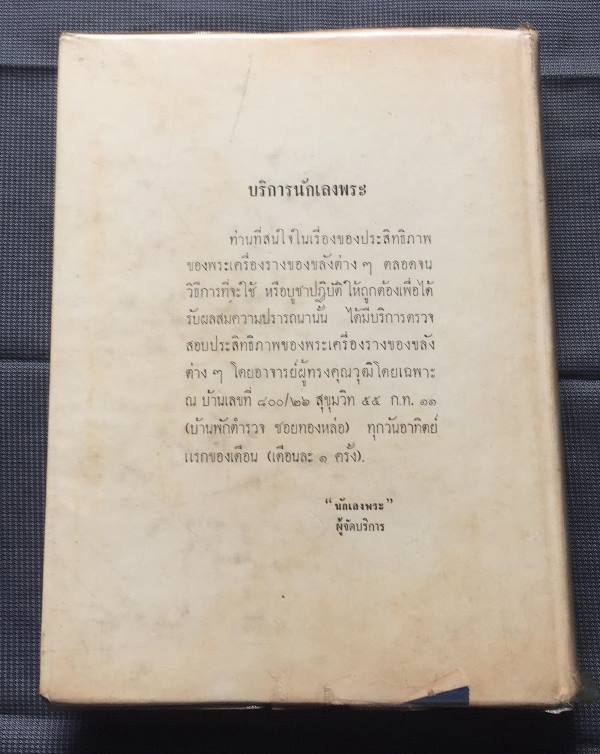 บริการนักเลงพระ
ท่านที่สนใจในเรื่องของประสิทธิภาพ
ของพระเครื่องรางของขลังต่าง ๆ ตลอดจน
วิธีการที่จะใช้ หรือบูชาปฏิบัติให้ถูกต้องเพื่อได้
รับผลสมความปรารถนานั้น ได้มีบริการตรวจ
สอบประสิทธิภาพของพระเครื่องรางของขลัง
ต่าง ๆ โดยอาจารย์ผู้ทรงคุณวุฒิโดยเฉพาะ
ณ บ้านเลขที่ ๘๐๐/๒๖ สุขุมวิท ๕๕ ก.ท. ๑๑
(บ้านพักตำรวจ ซอยทองหล่อ) ทุกวันอาทิตย์
แรกของเดือน (เดือนละ ๑ ครั้ง).
“นักเลงพระ”
ผู้จัดบริการ